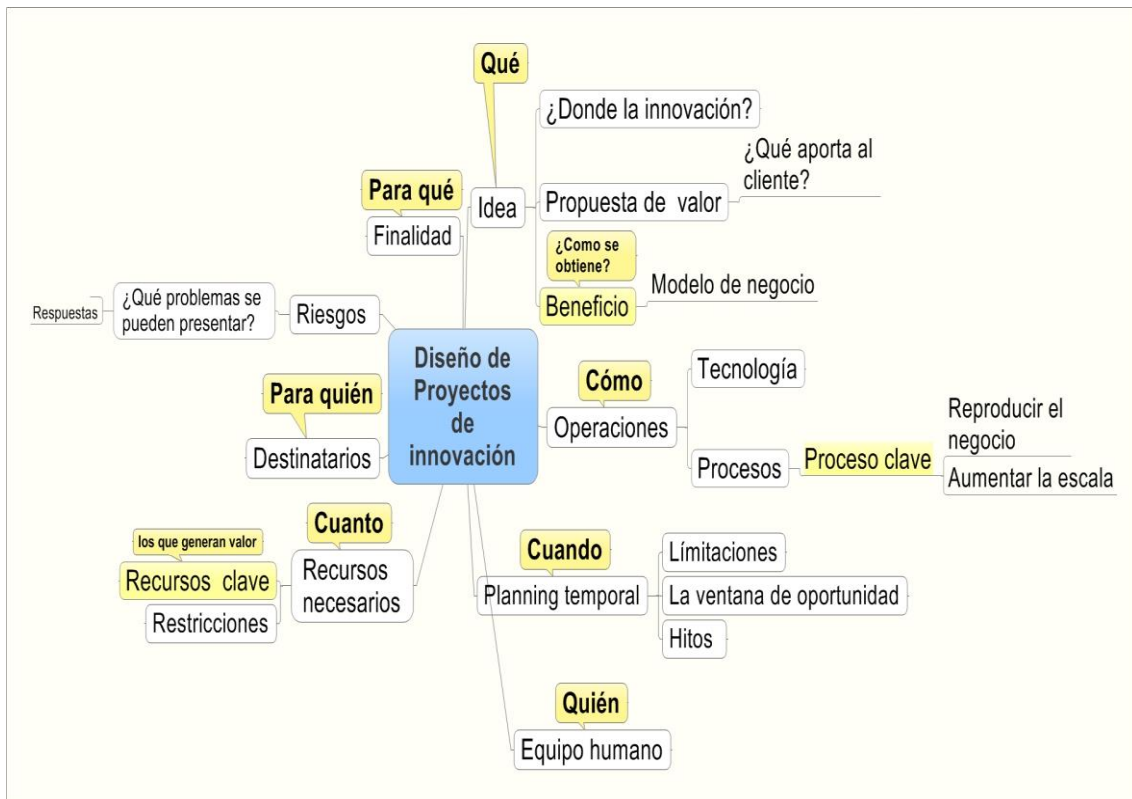 Qué
¿Donde la innovación?
¿Qué aporta al
cliente?
Para qué
Idea
Propuesta de valor
Finalidad
¿Como se
obtiene?
Beneficio
Modelo de negocio
Respuestas
¿Qué problemas se
pueden presentar?
Riesgos
Diseño de
Proyectos
de
innovación
Cómo
Tecnología
Para quién
Operaciones
Reproducir el
negocio
Destinatarios
Procesos
Proceso clave
Aumentar la escala
Cuanto
los que generan valor
Recursos clave
Recursos
necesarios
Restricciones
Cuando
Límitaciones
Planning temporal
La ventana de oportunidad
Hitos
Quién
Equipo humano